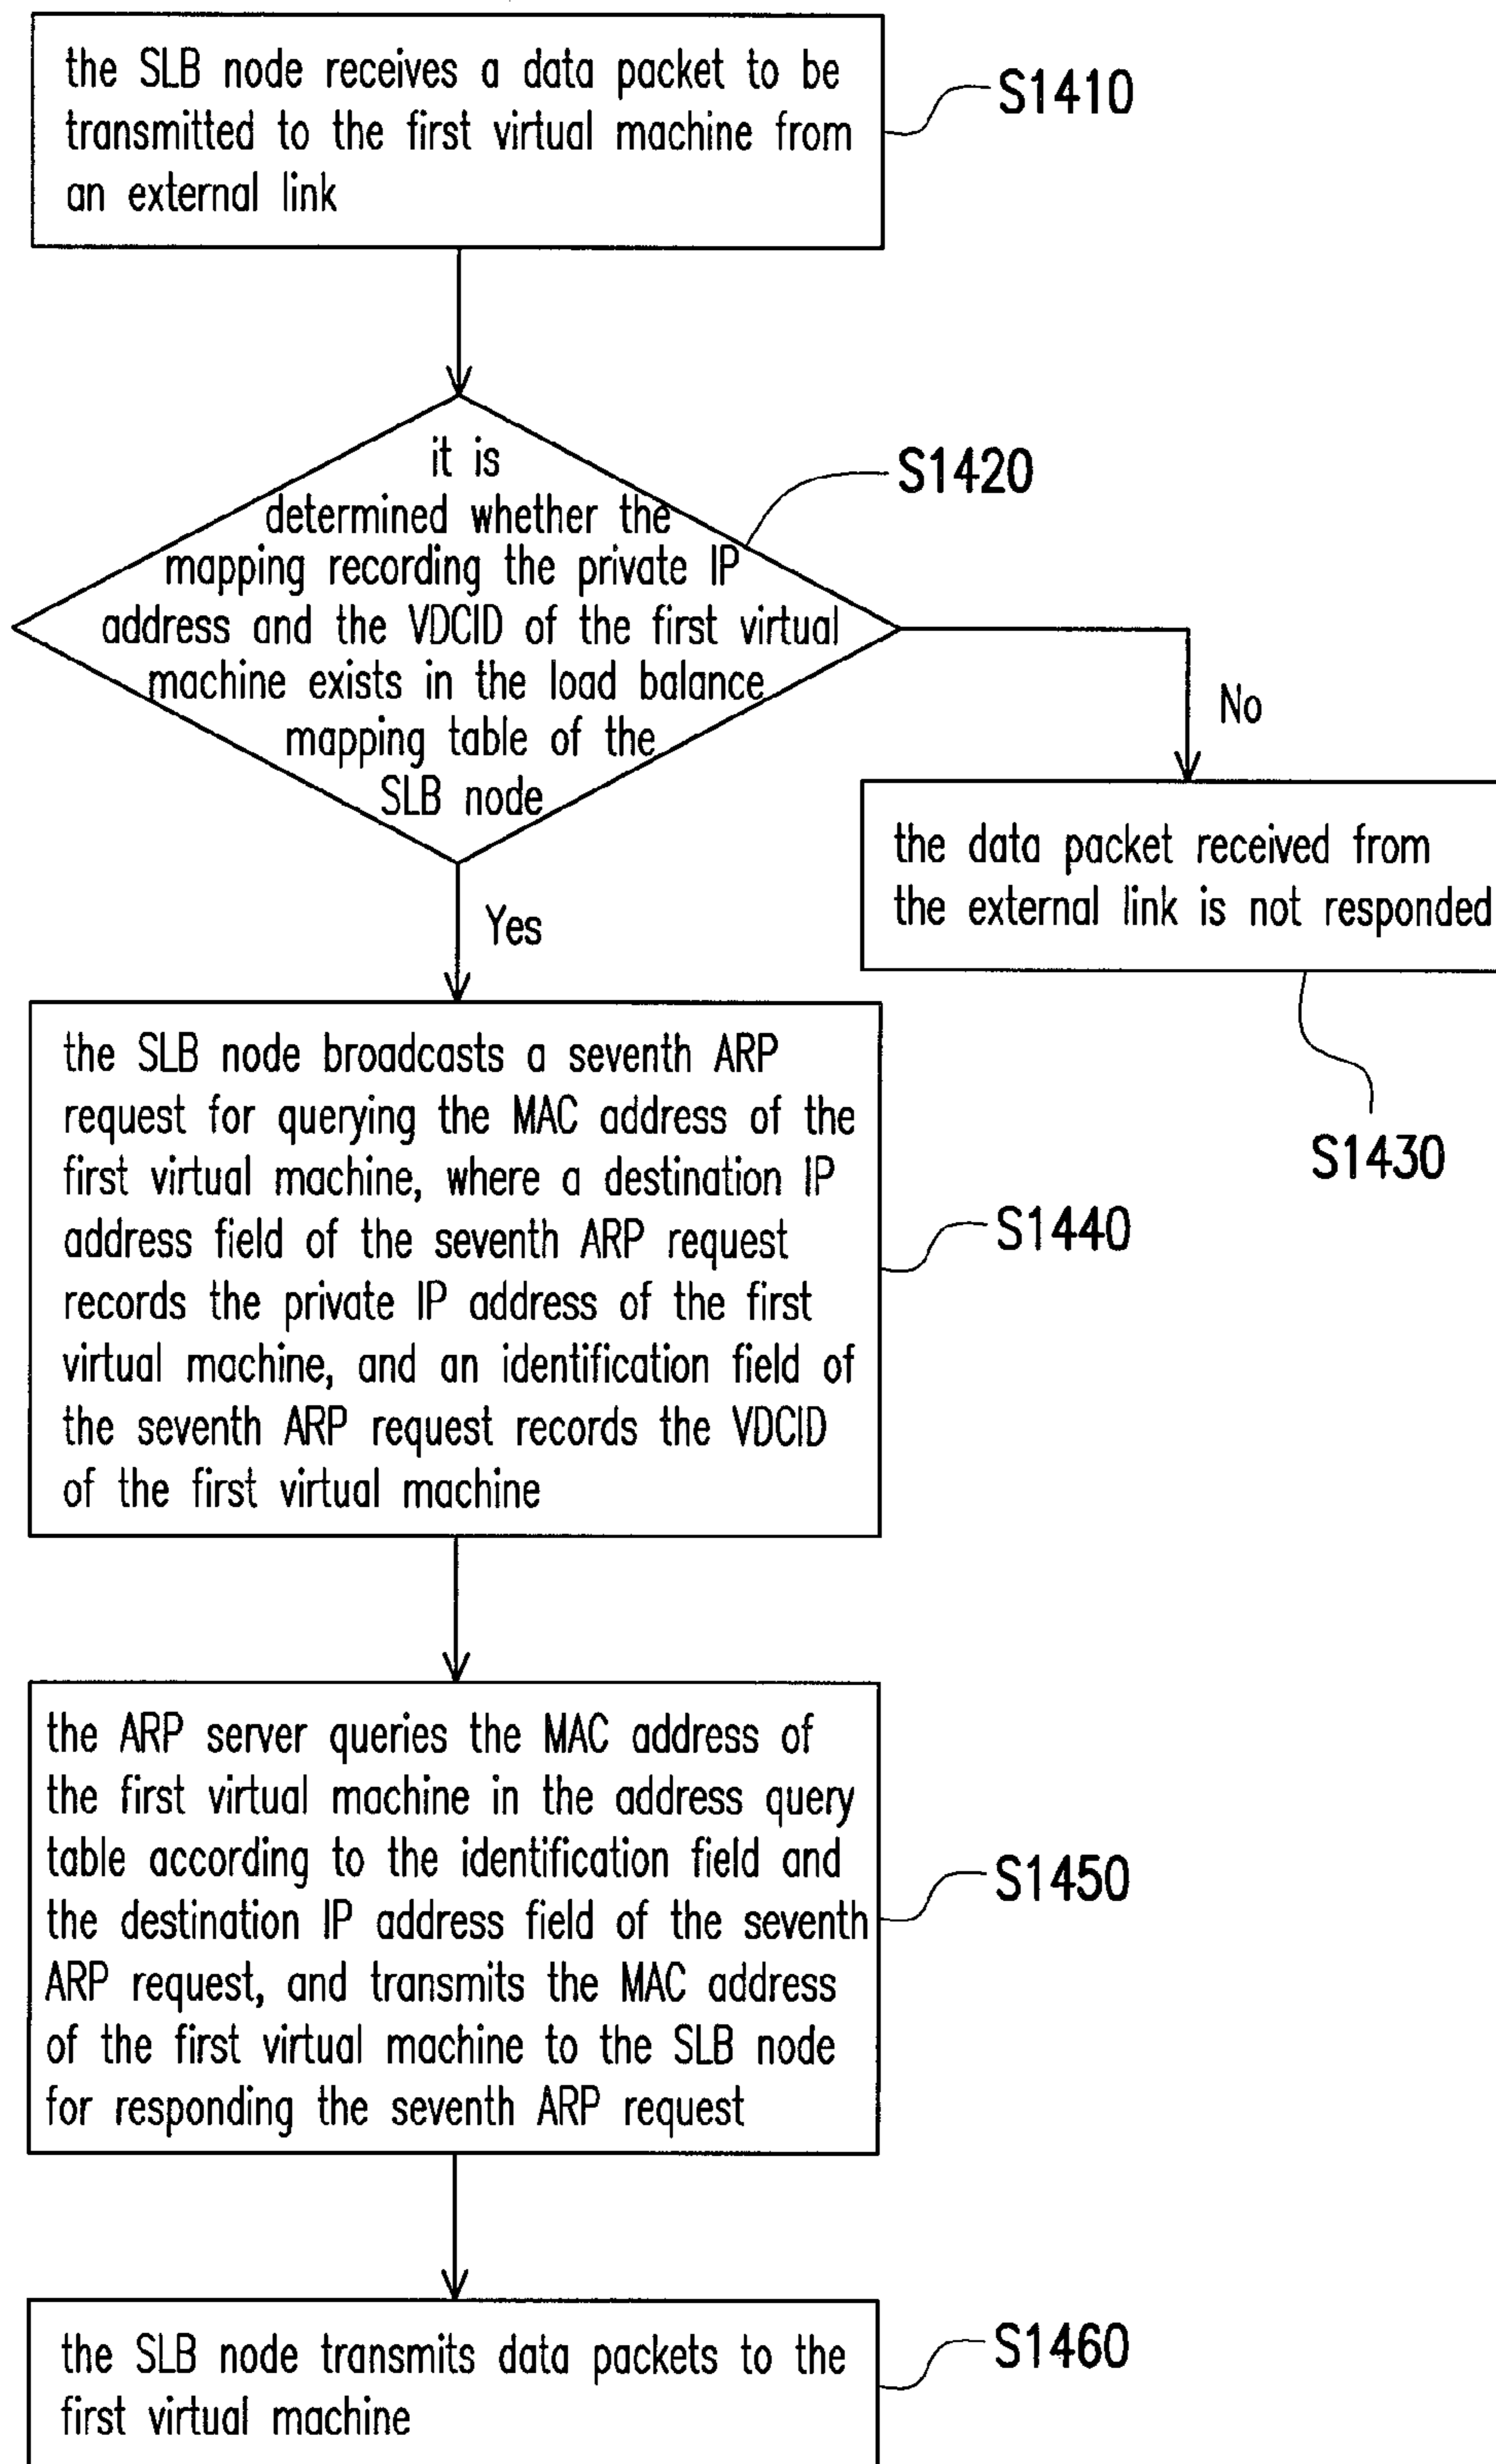 the SLB node receives a data packet to be
transmitted to the first virtual machine from
an external link
S1410
it is
determined whether the
mapping recording the private IP
address and the VDCID of the first virtual
machine exists in the load balance
mapping table of the
SLB node
S1420
No
the data packet received from
the external link is not responded
S1430
Yes
the SLB node broadcasts a seventh ARP
request for querying the MAC address of the
first virtual machine, where a destination IP
address field of the seventh ARP request
records the private IP address of the first
virtual machine, and an identification field of
the seventh ARP request records the VDCID
of the first virtual machine
S1440
the ARP server queries the MAC address of
the first virtual machine in the address query
table according to the identification field and
the destination IP address field of the seventh
ARP request, and transmits the MAC address
of the first virtual machine to the SLB node
for responding the seventh ARP request
S1450
the SLB node transmits data packets to the
first virtual machine
S1460